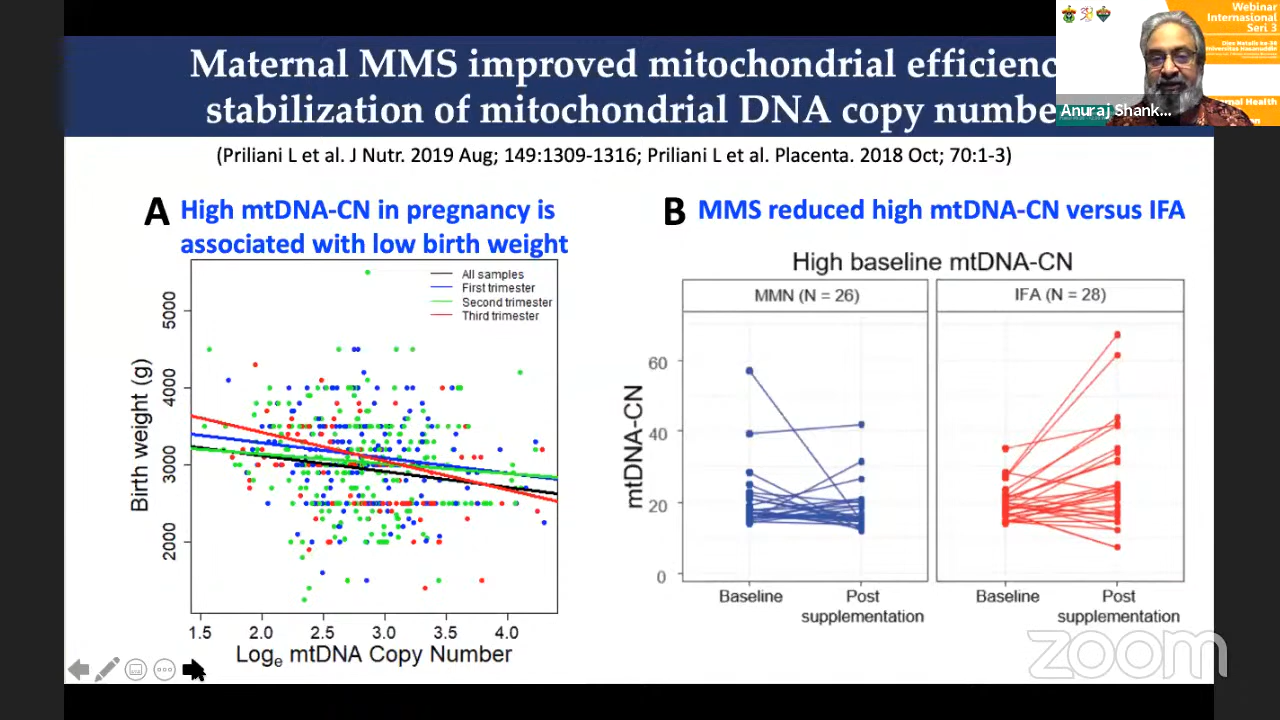 Maternal MMS improved mitochondrial efficienc
stabilization of mitochondrial DNA copy numbe
(Priliani L et al. J Nutr. 2019 Aug; 149:1309-1316; Priliani L et al. Placenta. 2018 Oct; 70:1-3)
Webinar
Internasional
Seri 3
Anuraj Shank...
A High mtDNA-CN in pregnancy is
associated with low birth weight
All samples
First trimester
Second trimester
Third trimester
Birth weight (g)
5000
4000
3000
2000
1.5 2.0 2.5 3.0 3.5 4.0
Loge mtDNA Copy Number
B MMS reduced high mtDNA-CN versus IFA
High baseline mtDNA-CN
MMN (N = 26) IFA (N = 28)
mtDNA-CN
60
40
20
0
Baseline Post supplementation Baseline Post supplementation
zoom